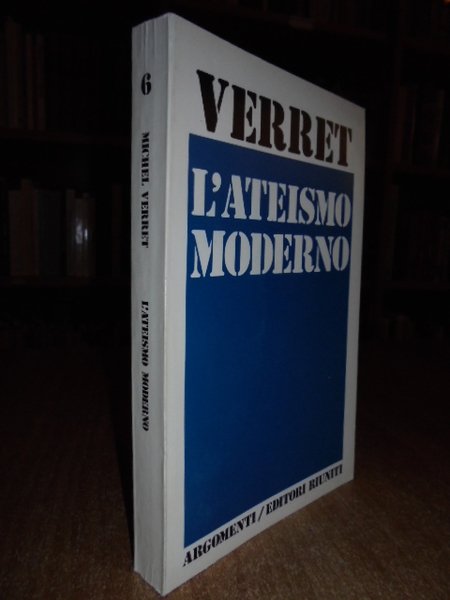 VERRET
L'ATEISMO
MODERNO
ARGOMENTI/EDITORI RIUNITI
6 MICHEL VERRET L'ATEISMO MODERNO